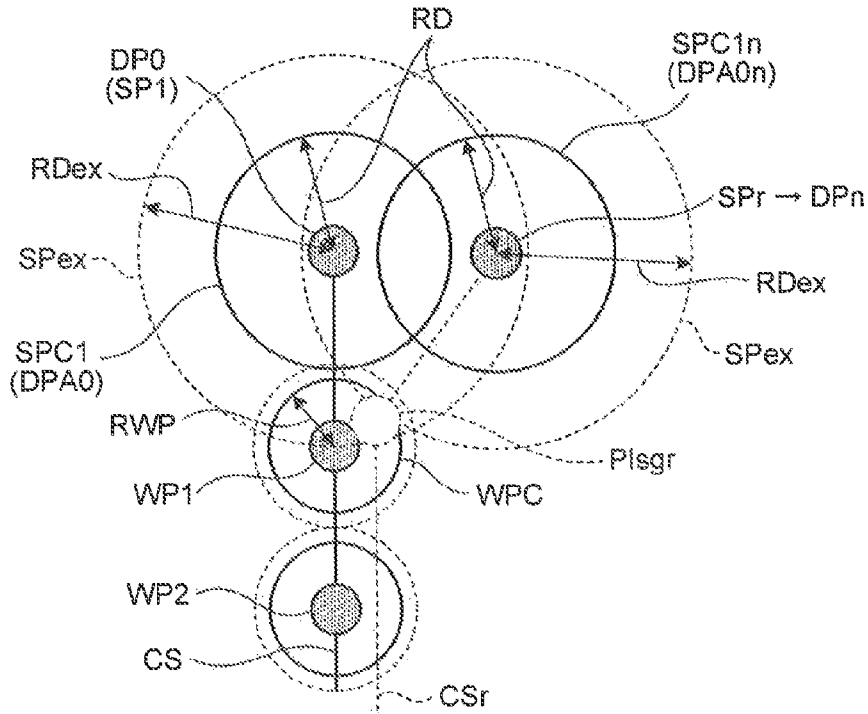 RD
DP0
(SP1)
SPC1n
(DPA0n)
RDex
SPr → DPn
SPex
RDex
SPC1
(DPA0)
SPex
RWP
PIsgr
WP1
WPC
WP2
CS
CSr